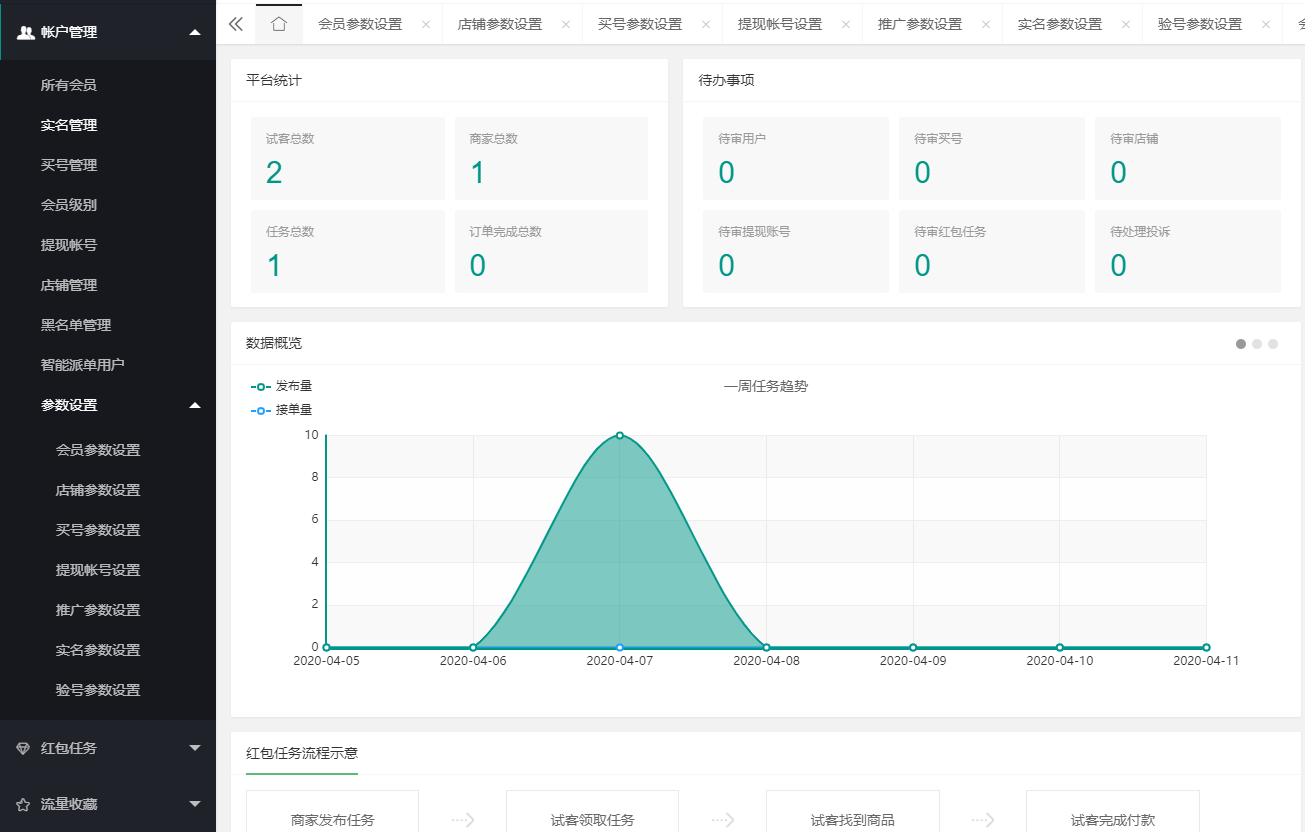 帐户管理
所有会员
实名管理
买号管理
会员级别
提现帐号
店铺管理
黑名单管理
智能派单用户
参数设置
会员参数设置
店铺参数设置
买号参数设置
提现帐号设置
推广参数设置
实名参数设置
验号参数设置
红包任务
流量收藏
会员参数设置 店铺参数设置 买号参数设置 提现帐号设置 推广参数设置 实名参数设置 验号参数设置
平台统计
试客总数 商家总数
2 1
任务总数 订单完成总数
1 0
待办事项
待审用户 待审买号 待审店铺
0 0 0
待审提现账号 待审红包任务 待处理投诉
0 0 0
数据概览
发布量
接单量
一周任务趋势
10
8
6
4
2
0
2020-04-05 2020-04-06 2020-04-07 2020-04-08 2020-04-09 2020-04-10 2020-04-11
红包任务流程示意
商家发布任务 试客领取任务 试客找到商品 试客完成付款